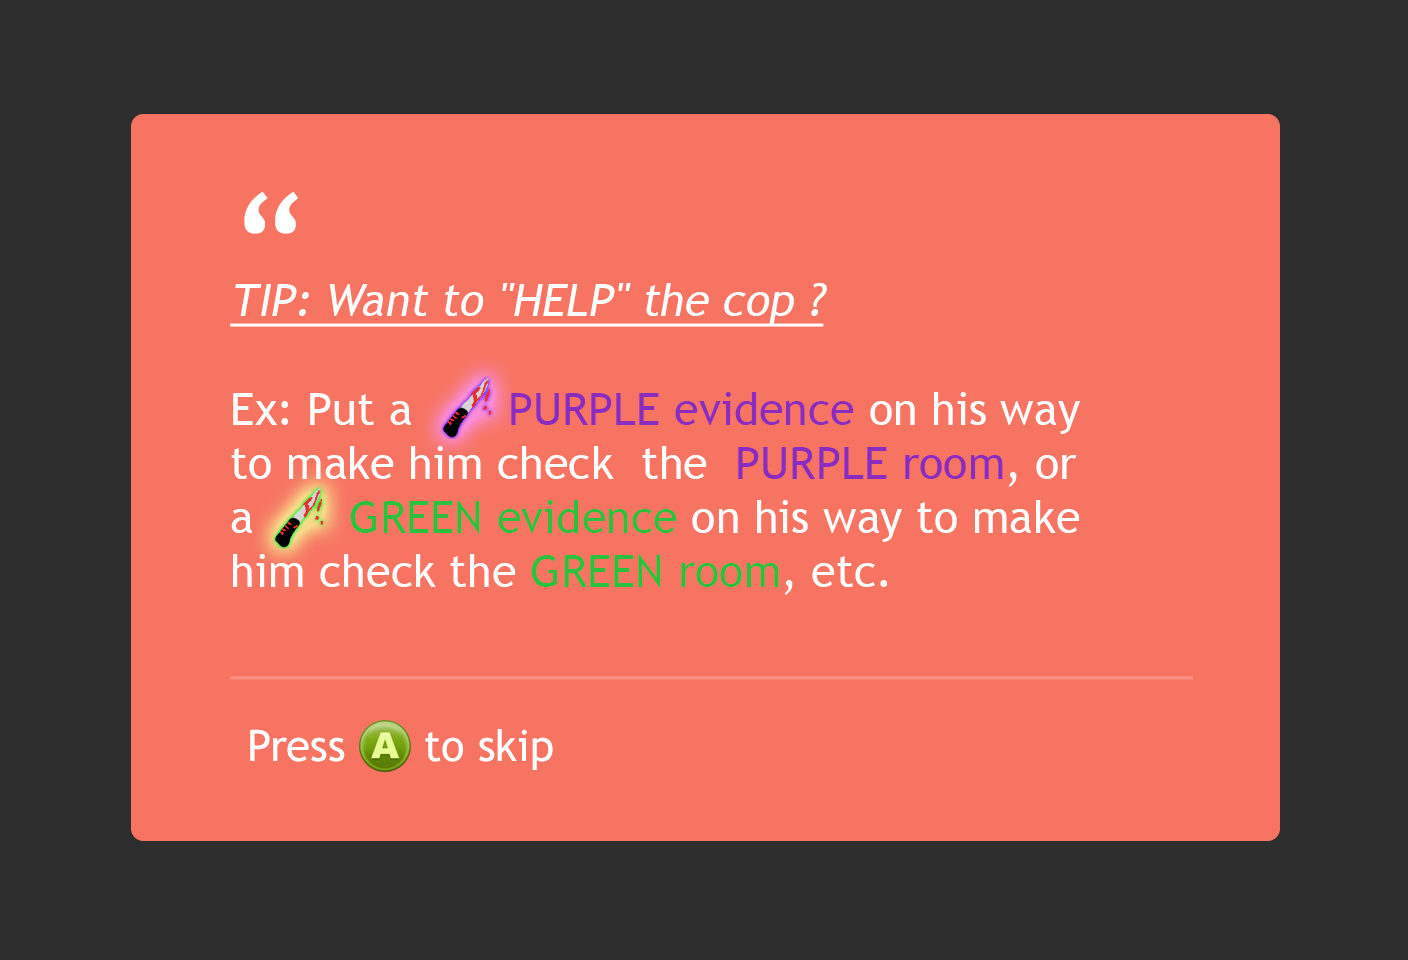 “
TIP: Want to "HELP" the cop ?
Ex: Put a PURPLE evidence on his way
to make him check  the  PURPLE room, or
a GREEN evidence on his way to make
him check the GREEN room, etc.
Press A to skip